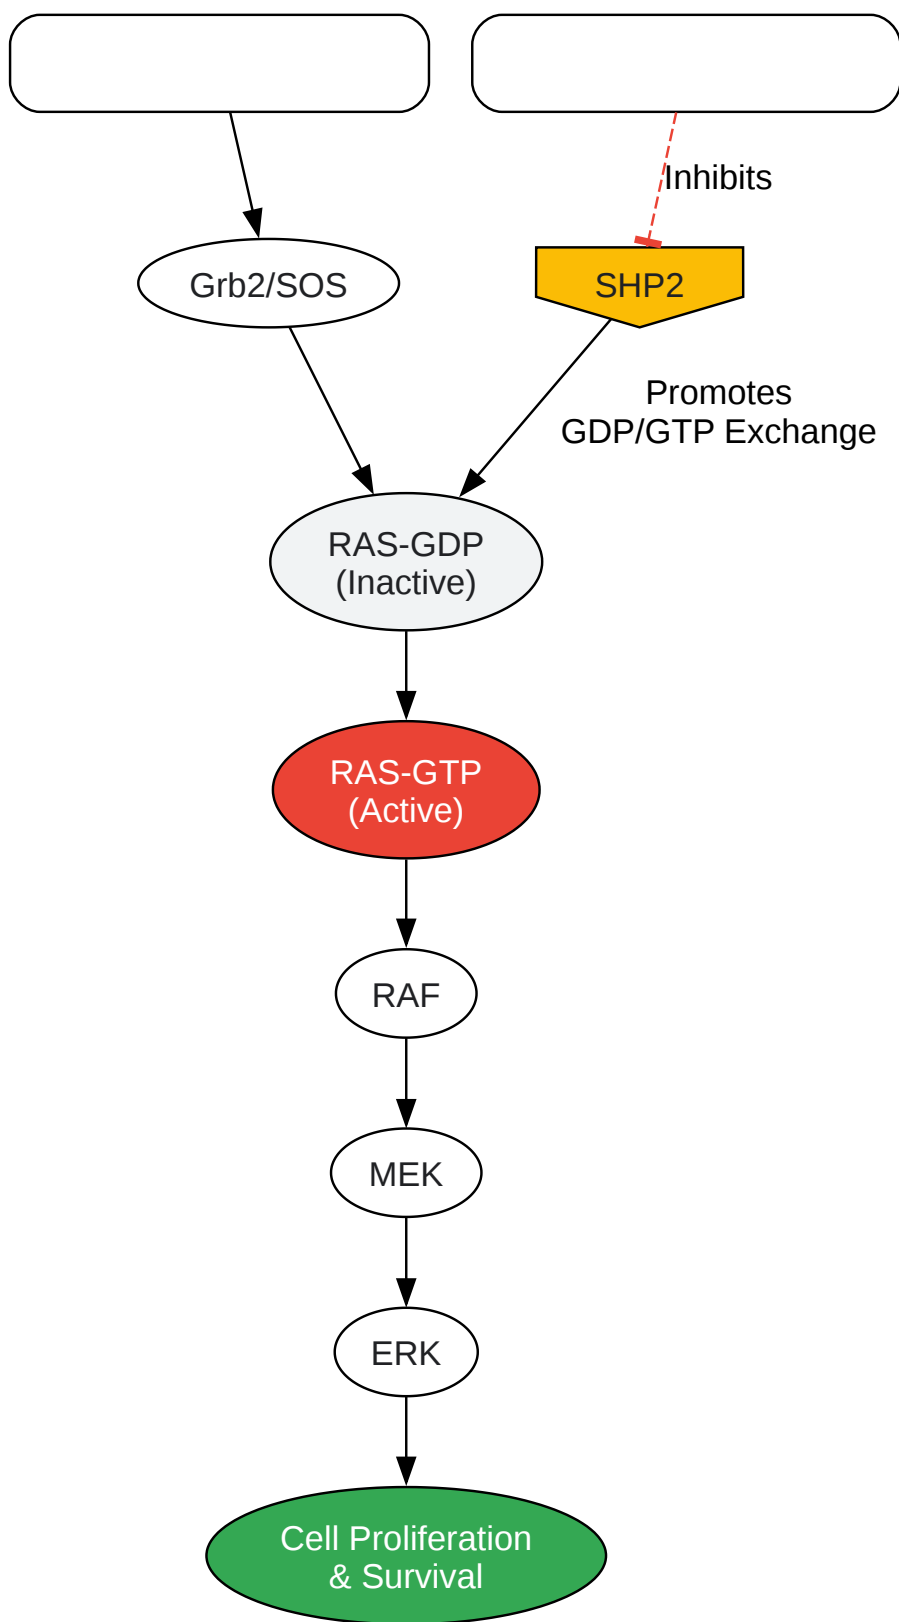 Inhibits
Grb2/SOS
SHP2
Promotes
GDP/GTP Exchange
RAS-GDP
(Inactive)
RAS-GTP
(Active)
RAF
MEK
ERK
Cell Proliferation
& Survival